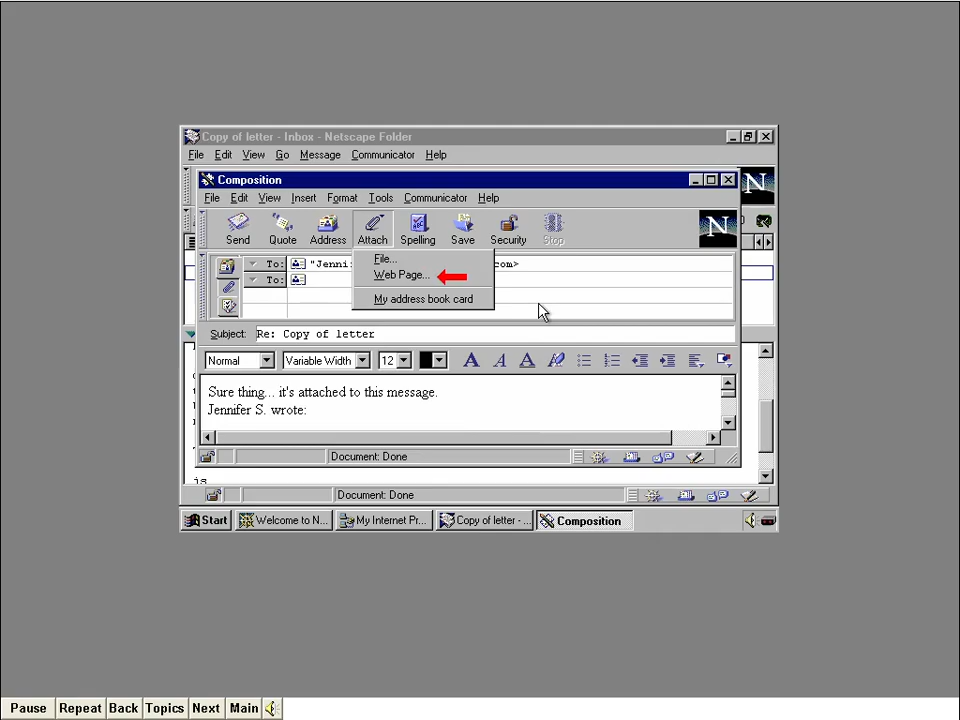 Copy of letter - Inbox - Netscape Folder
File Edit View Go Message Communicator Help
N
Composition
File Edit View Insert Format Tools Communicator Help
Send Quote Address Attach Spelling Save Security Stop
N
File...
Web Page...
My address book card
To: "Jenni com>
To:
Subject: Re: Copy of letter
Normal Variable Width 12
Sure thing... it's attached to this message.
Jennifer S. wrote:
Document: Done
is
Document: Done
Start Welcome to N... My Internet Pr... Copy of letter - ... Composition
Pause Repeat Back Topics Next Main